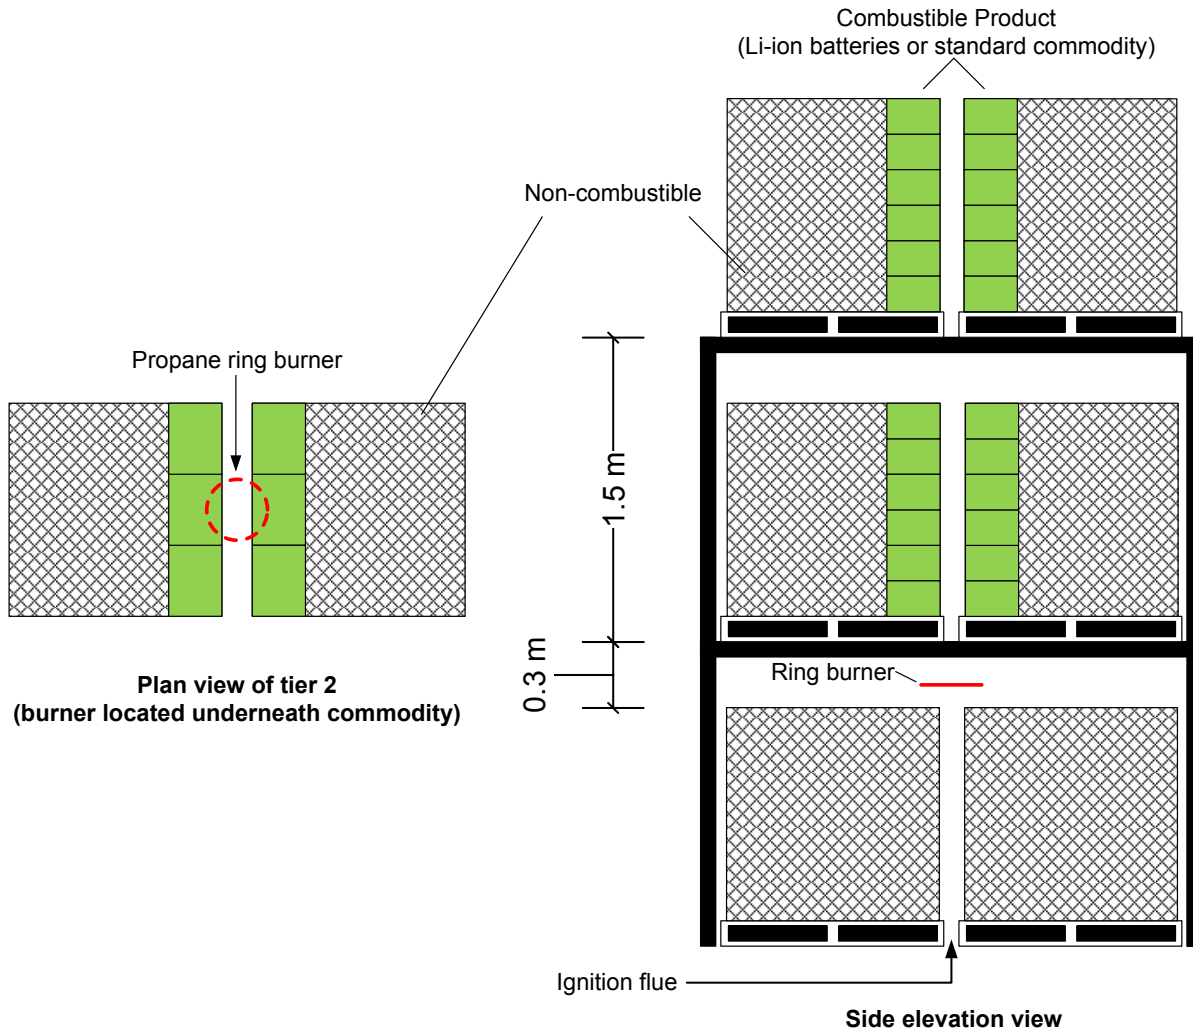 Combustible Product
(Li-ion batteries or standard commodity)
Non-combustible
Propane ring burner
1.5 m
0.3 m
Ring burner
Plan view of tier 2
(burner located underneath commodity)
Ignition flue
Side elevation view